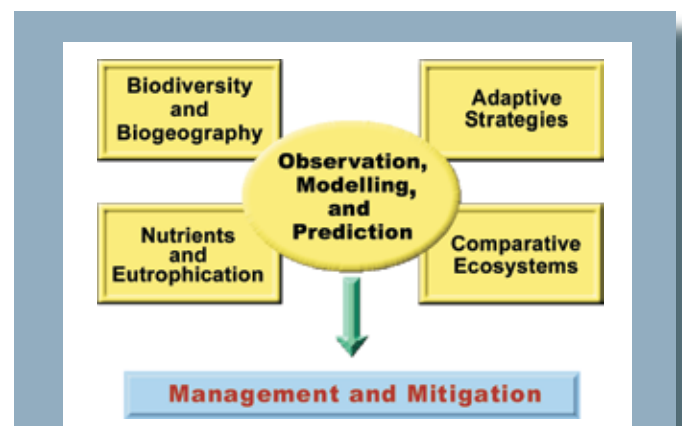 Biodiversity
and
Biogeography
Adaptive
Strategies
Observation,
Modelling,
and
Prediction
Nutrients
and
Eutrophication
Comparative
Ecosystems
Management and Mitigation